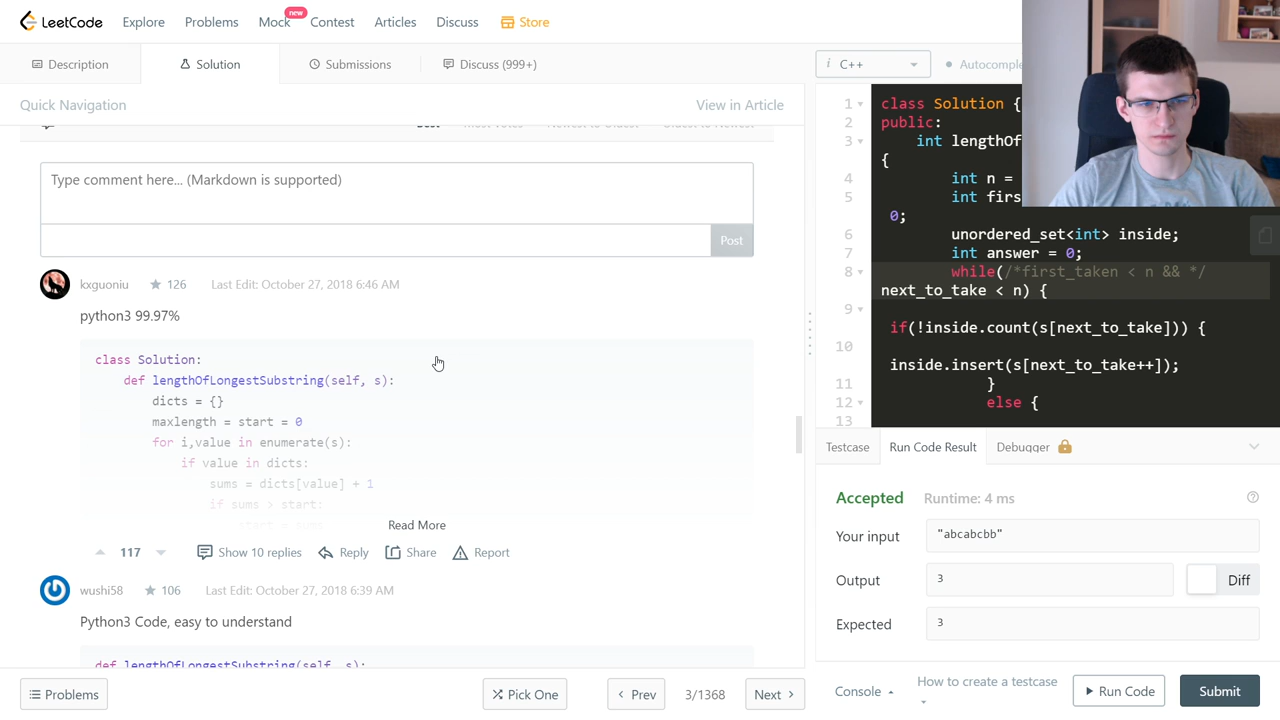 LeetCode Explore Problems Mock new Contest Articles Discuss Store
Description Solution Submissions Discuss (999+)
Quick Navigation View in Article
Type comment here... (Markdown is supported)
Post
kxguoniu 126 Last Edit: October 27, 2018 6:46 AM
python3 99.97%
class Solution:
def lengthOfLongestSubstring(self, s):
dicts = {}
maxlength = start = 0
for i,value in enumerate(s):
if value in dicts:
sums = dicts[value] + 1
if sums > start:
start = sums
Read More
117 Show 10 replies Reply Share Report
wushi58 106 Last Edit: October 27, 2018 6:39 AM
Python3 Code, easy to understand
def lengthOfLongestSubstring(self, s):
Problems Pick One Prev 3/1368 Next
i C++ Autocomple
1 class Solution {
2 public:
3 int lengthOf
{
4 int n =
5 int firs
0;
6 unordered_set<int> inside;
7 int answer = 0;
8 while(/*first_taken < n && */
next_to_take < n) {
9
if(!inside.count(s[next_to_take])) {
10
inside.insert(s[next_to_take++]);
11 }
12 else {
13
Testcase Run Code Result Debugger
Accepted Runtime: 4 ms
Your input "abcabcbb"
Output 3 Diff
Expected 3
Console How to create a testcase Run Code Submit